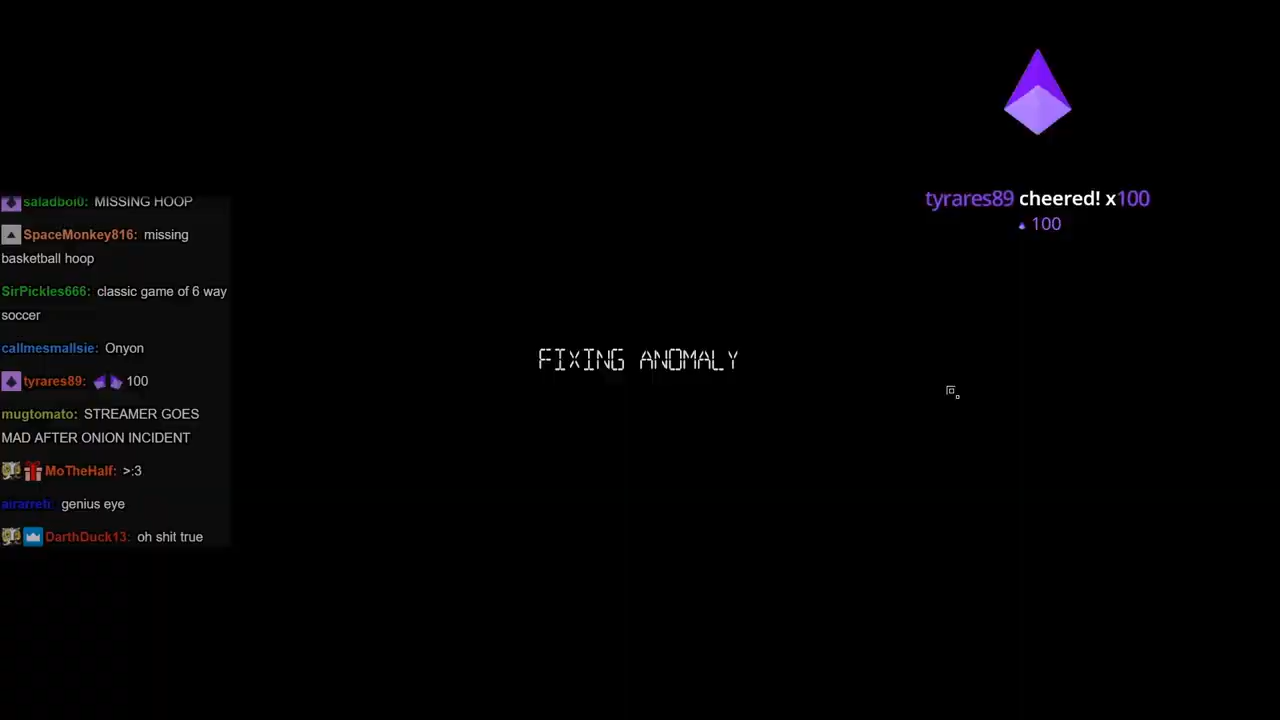 saladboi0: MISSING HOOP
SpaceMonkey816: missing
basketball hoop
SirPickles666: classic game of 6 way
soccer
callmesmallsie: Onyon
tyrares89: 100
mugtomato: STREAMER GOES
MAD AFTER ONION INCIDENT
MoTheHalf: >:3
airarreti: genius eye
DarthDuck13: oh shit true
FIXING ANOMALY
tyrares89 cheered! x100
100